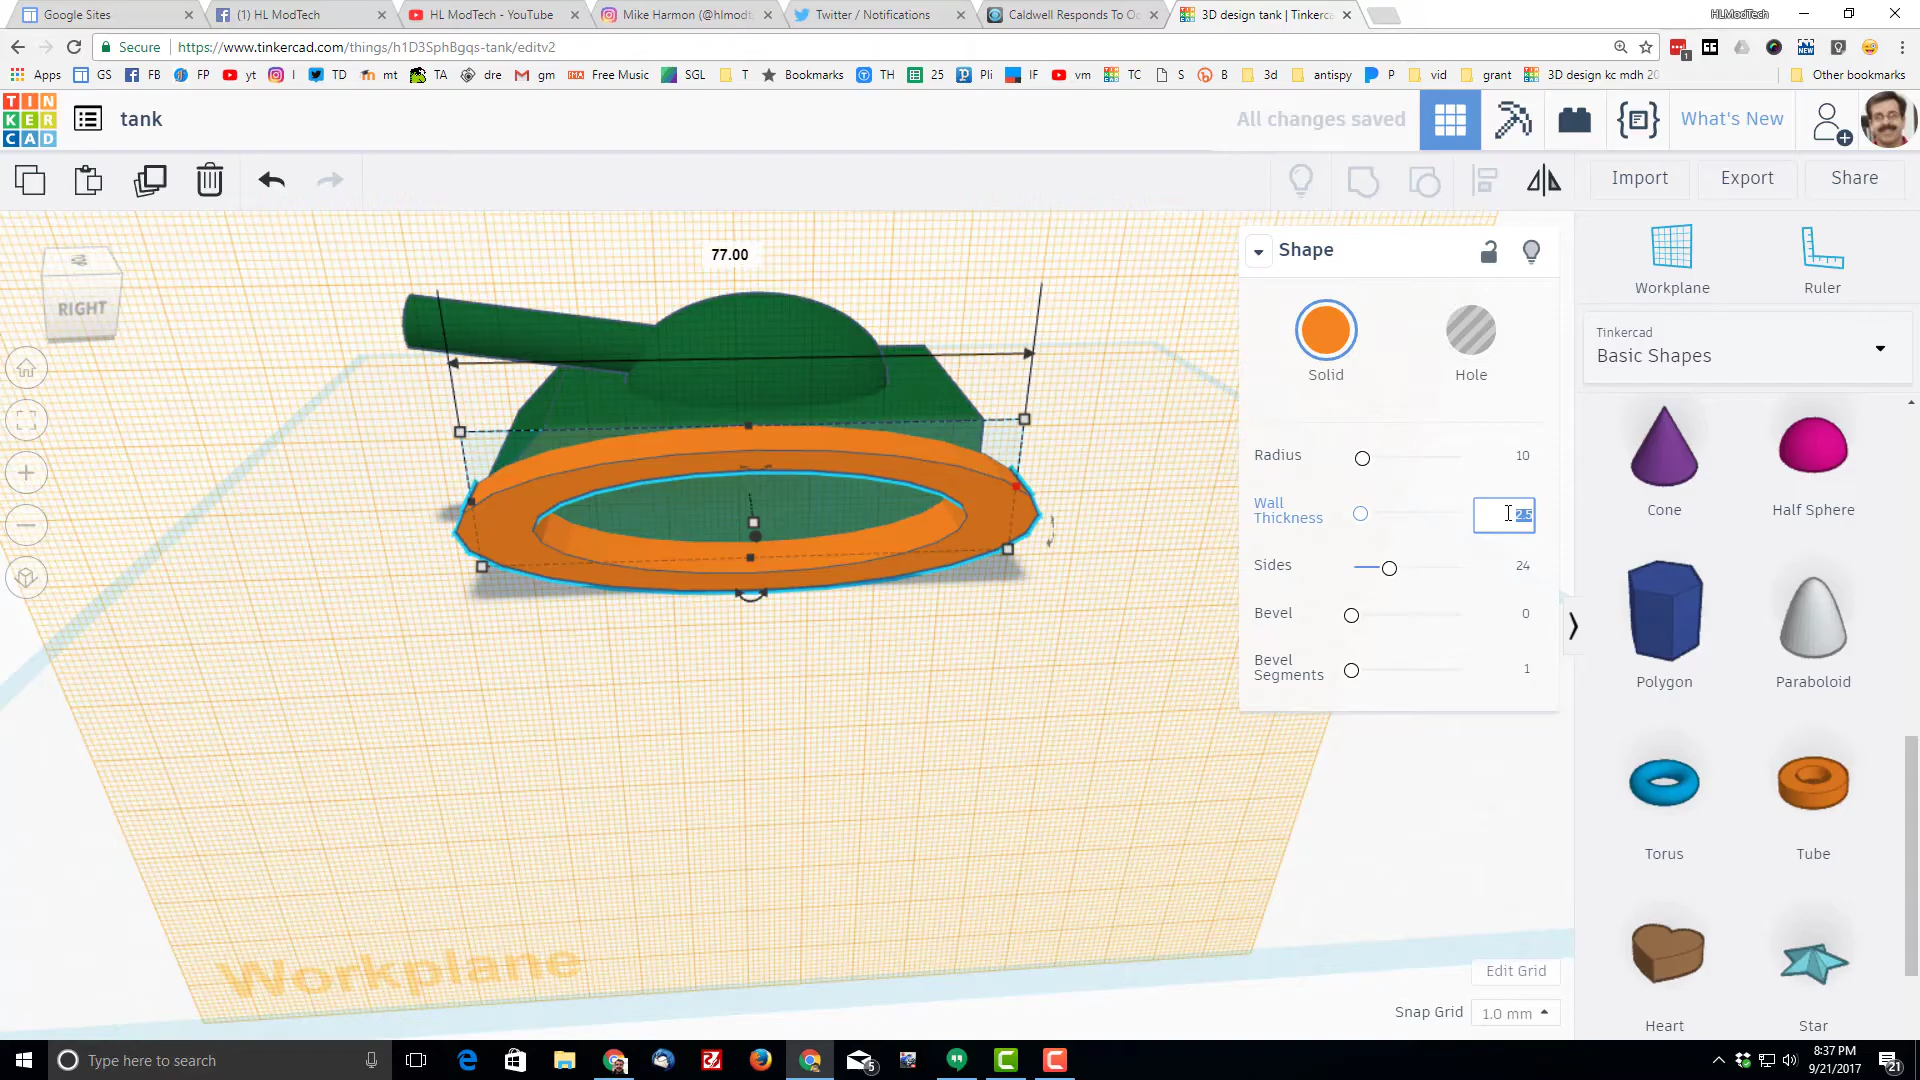 Google Sites
(1) HL ModTech
HL ModTech - YouTube
Mike Harmon (@hlmodt
Twitter / Notifications
Caldwell Responds To Oc
3D design tank | Tinkerca
HLModTech
Secure
https://www.tinkercad.com/things/h1D3SphBgqs-tank/editv2
Apps
GS
FB
FP
yt
I
TD
mt
TA
dre
gm
Free Music
SGL
T
Bookmarks
TH
25
Pli
IF
vm
TC
S
B
3d
antispy
P
vid
grant
3D design kc mdh 20
Other bookmarks
TIN
KER
CAD
tank
All changes saved
What's New
Import
Export
Share
77.00
RIGHT
Shape
Solid
Hole
Radius
10
Wall
Thickness
2.5
Sides
24
Bevel
0
Bevel
Segments
1
Workplane
Ruler
Tinkercad
Basic Shapes
Cone
Half Sphere
Polygon
Paraboloid
Torus
Tube
Heart
Star
Workplane
Edit Grid
Snap Grid
1.0 mm
Type here to search
5
8:37 PM
9/21/2017
21